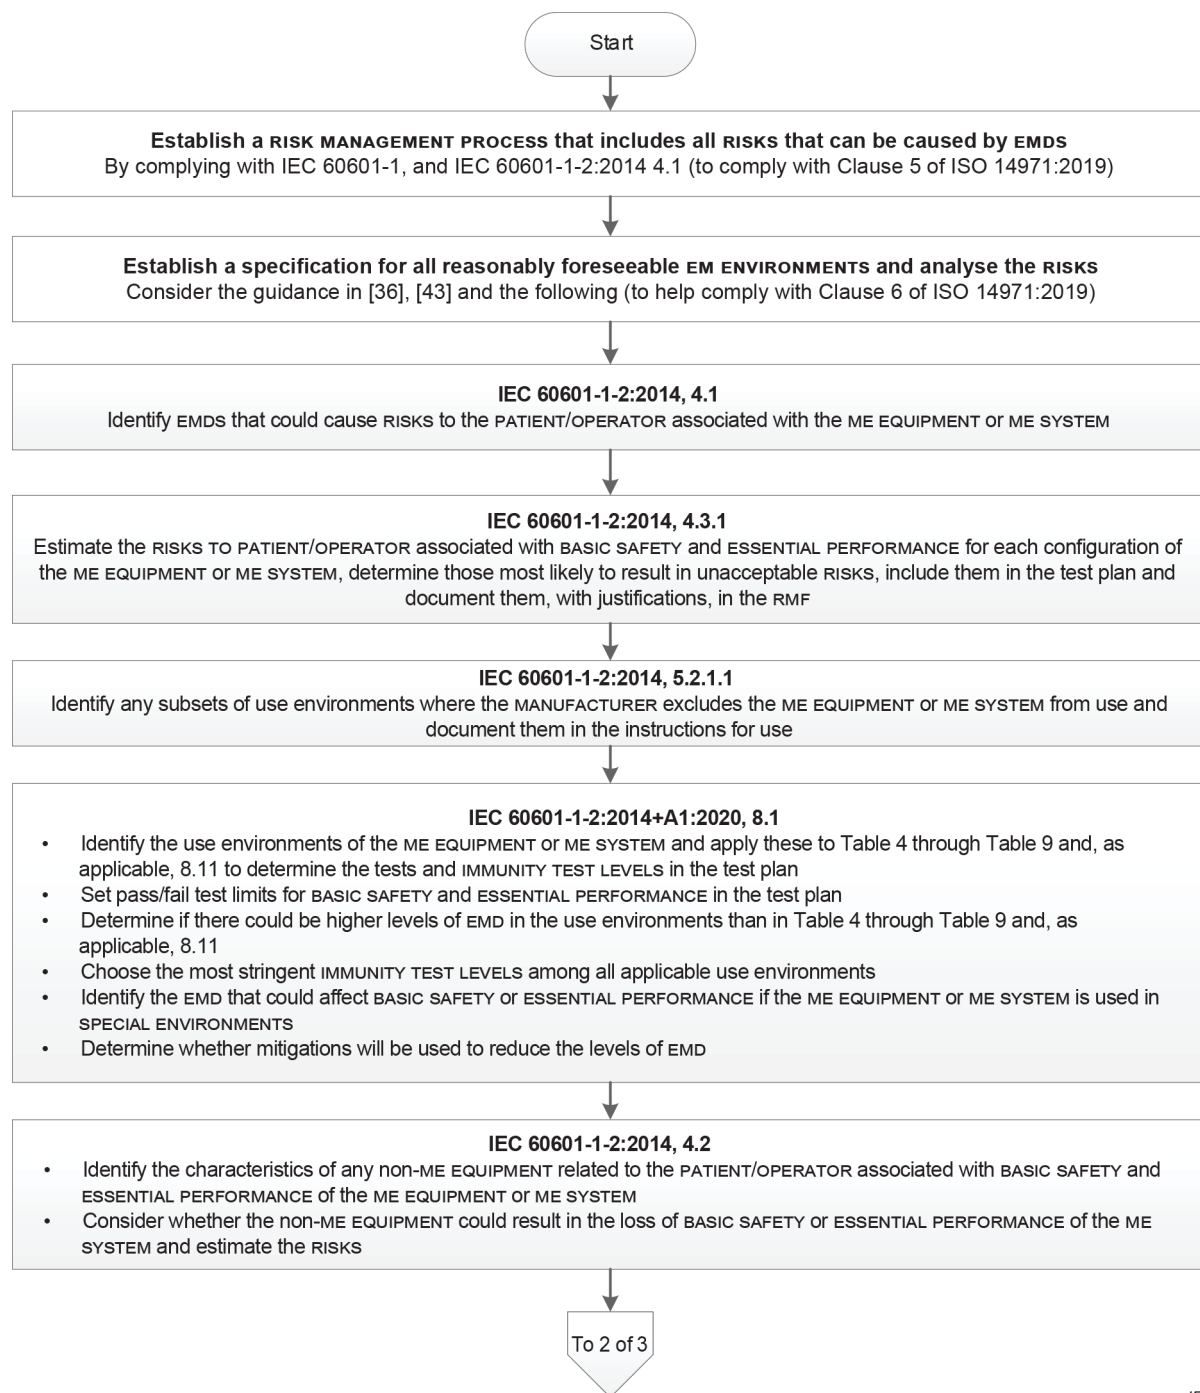 Start
Establish a RISK MANAGEMENT PROCESS that includes all RISKS that can be caused by EMDS
By complying with IEC 60601-1, and IEC 60601-1-2:2014 4.1 (to comply with Clause 5 of ISO 14971:2019)
Establish a specification for all reasonably foreseeable EM ENVIRONMENTS and analyse the RISKS
Consider the guidance in [36], [43] and the following (to help comply with Clause 6 of ISO 14971:2019)
IEC 60601-1-2:2014, 4.1
Identify EMDS that could cause RISKS to the PATIENT/OPERATOR associated with the ME EQUIPMENT or ME SYSTEM
IEC 60601-1-2:2014, 4.3.1
Estimate the RISKS TO PATIENT/OPERATOR associated with BASIC SAFETY and ESSENTIAL PERFORMANCE for each configuration of
the ME EQUIPMENT or ME SYSTEM, determine those most likely to result in unacceptable RISKS, include them in the test plan and
document them, with justifications, in the RMF
IEC 60601-1-2:2014, 5.2.1.1
Identify any subsets of use environments where the MANUFACTURER excludes the ME EQUIPMENT or ME SYSTEM from use and
document them in the instructions for use
IEC 60601-1-2:2014+A1:2020, 8.1
• Identify the use environments of the ME EQUIPMENT or ME SYSTEM and apply these to Table 4 through Table 9 and, as
applicable, 8.11 to determine the tests and IMMUNITY TEST LEVELS in the test plan
• Set pass/fail test limits for BASIC SAFETY and ESSENTIAL PERFORMANCE in the test plan
• Determine if there could be higher levels of EMD in the use environments than in Table 4 through Table 9 and, as
applicable, 8.11
• Choose the most stringent IMMUNITY TEST LEVELS among all applicable use environments
• Identify the EMD that could affect BASIC SAFETY or ESSENTIAL PERFORMANCE if the ME EQUIPMENT or ME SYSTEM is used in
SPECIAL ENVIRONMENTS
• Determine whether mitigations will be used to reduce the levels of EMD
IEC 60601-1-2:2014, 4.2
• Identify the characteristics of any non-ME EQUIPMENT related to the PATIENT/OPERATOR associated with BASIC SAFETY and
ESSENTIAL PERFORMANCE of the ME EQUIPMENT or ME SYSTEM
• Consider whether the non-ME EQUIPMENT could result in the loss of BASIC SAFETY or ESSENTIAL PERFORMANCE of the ME
SYSTEM and estimate the RISKS
To 2 of 3